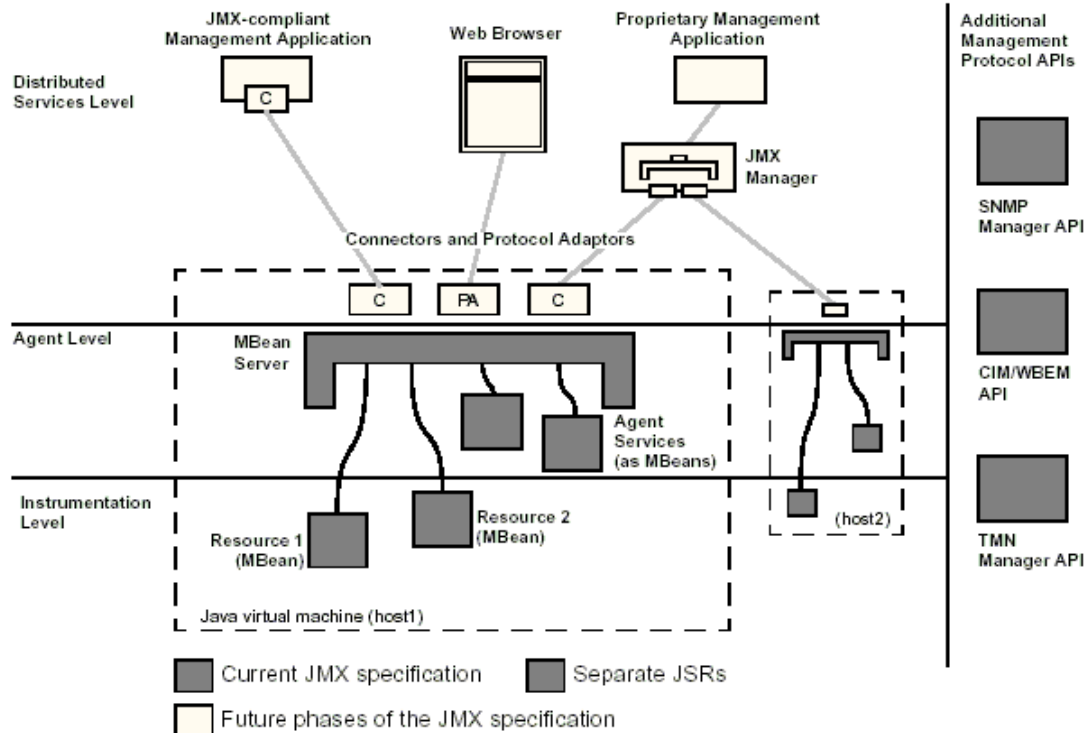 JMX-compliant
Management Application
Web Browser
Proprietary Management
Application
Additional
Management
Protocol APIs
Distributed
Services Level
C
JMX
Manager
SNMP
Manager API
Connectors and Protocol Adaptors
C
PA
C
Agent Level
MBean
Server
CIM/WBEM
API
Agent
Services
(as MBeans)
Instrumentation
Level
Resource 1
(MBean)
Resource 2
(MBean)
(host2)
TMN
Manager API
Java virtual machine (host1)
Current JMX specification
Separate JSRs
Future phases of the JMX specification